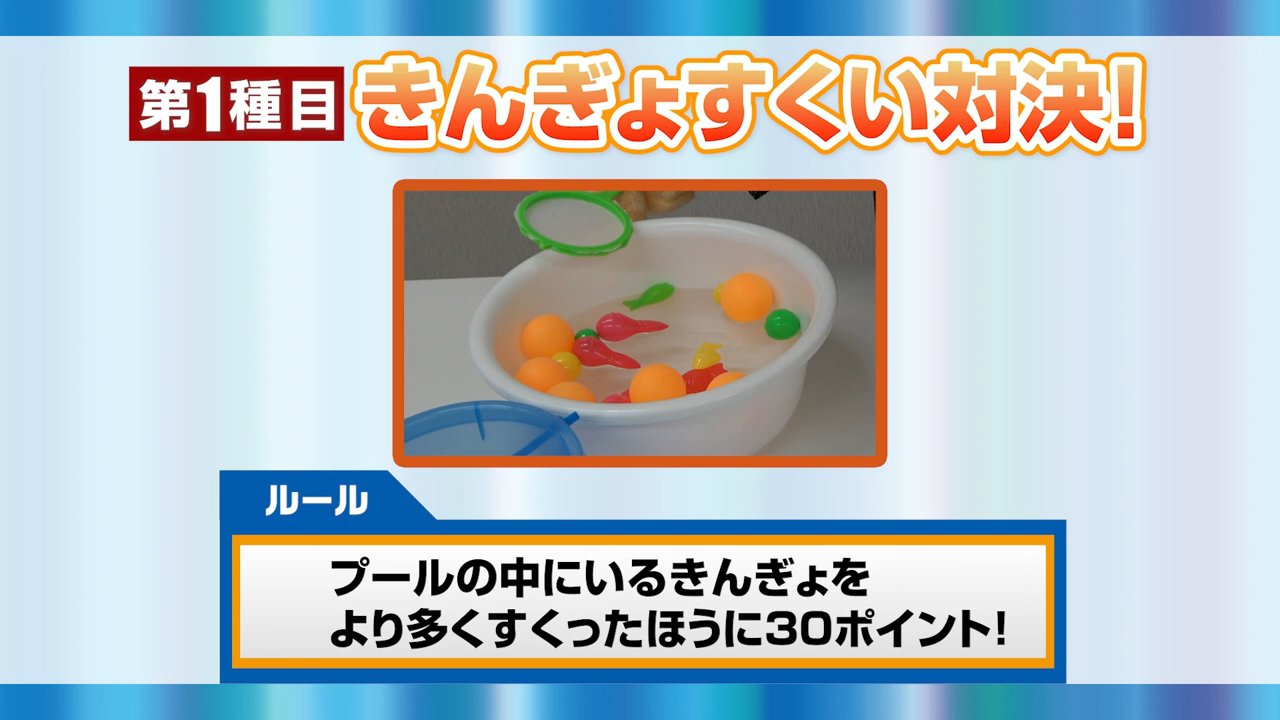 第1種目 きんぎょすくい対決!
ルール
プールの中にいるきんぎょを
より多くすくったほうに30ポイント!